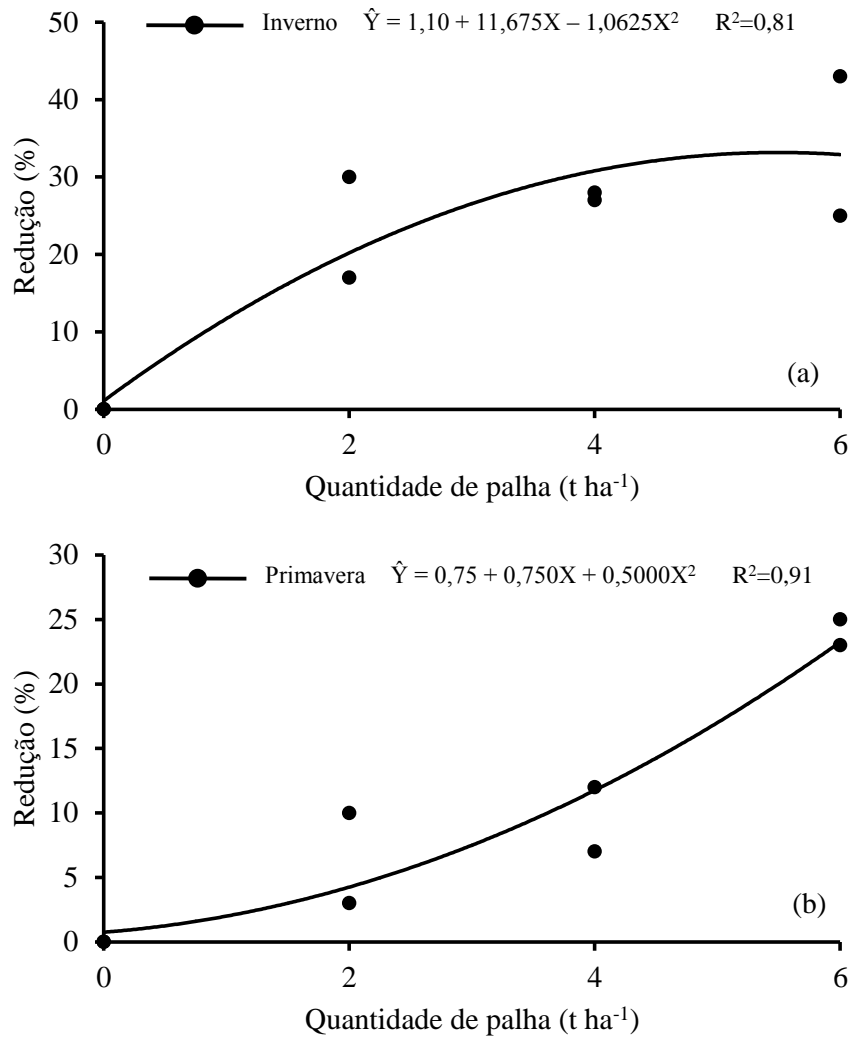 Inverno Ŷ = 1,10 + 11,675X – 1,0625X² R²=0,81
50
40
30
20
10
0
Redução (%)
(a)
0 2 4 6
Quantidade de palha (t ha⁻¹)
Primavera Ŷ = 0,75 + 0,750X + 0,5000X² R²=0,91
30
25
20
15
10
5
0
Redução (%)
(b)
0 2 4 6
Quantidade de palha (t ha⁻¹)